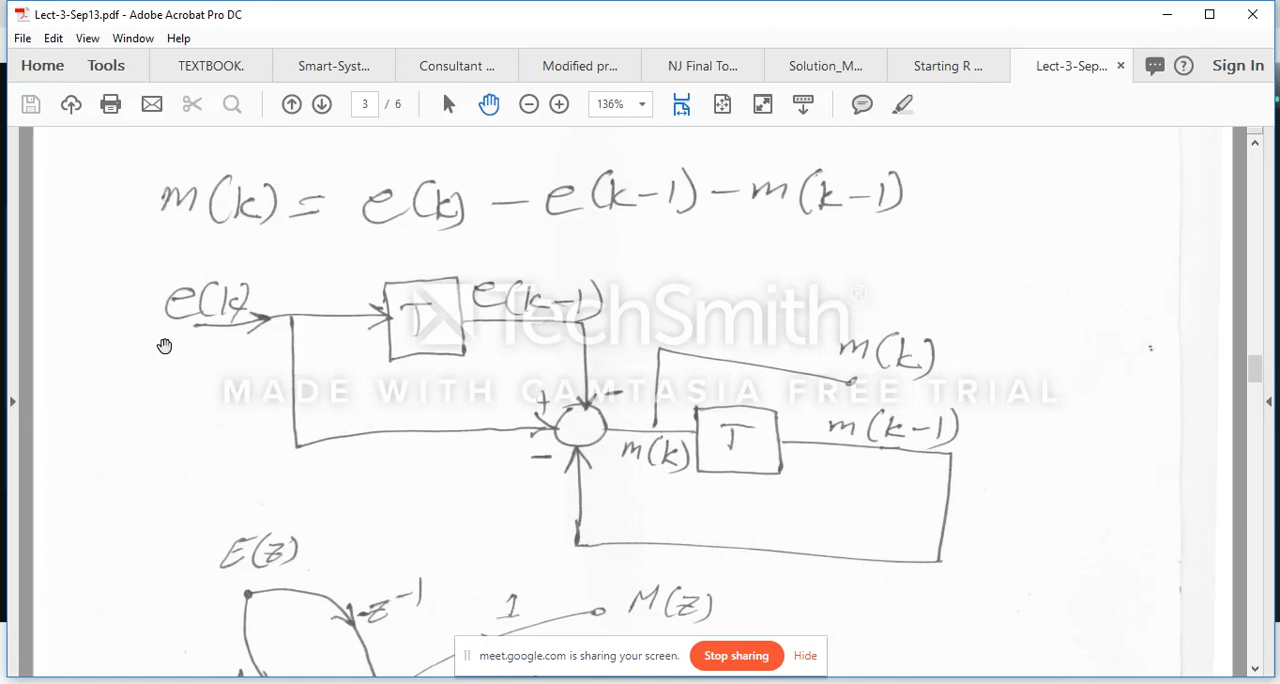 Lect-3-Sep13.pdf - Adobe Acrobat Pro DC
File Edit View Window Help
Home Tools TEXTBOOK. Smart-Syst... Consultant ... Modified pr... NJ Final To... Solution_M... Starting R ... Lect-3-Sep... × Sign In
3 / 6 136%
m(k) = e(k) - e(k-1) - m(k-1)
e(k) T e(k-1)
TechSmith®
m(k)
MADE WITH CAMTASIA FREE TRIAL
+ -
m(k) T m(k-1)
-
E(z)
-z⁻¹ 1 M(z)
meet.google.com is sharing your screen. Stop sharing Hide